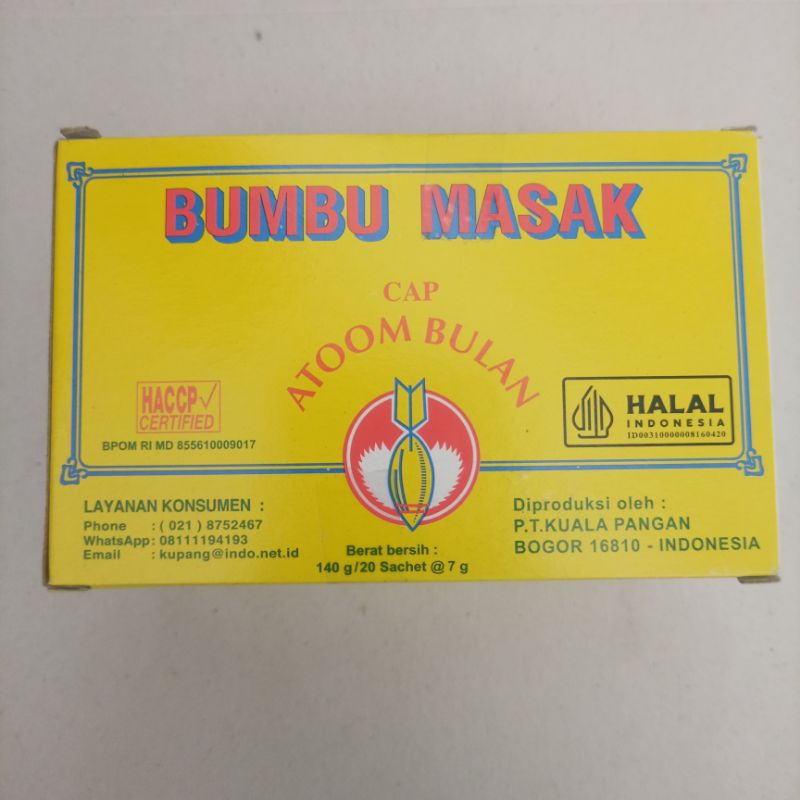 BUMBU MASAK
CAP
ATOOM BULAN
HACCP
CERTIFIED
BPOM RI MD 855610009017
HALAL
INDONESIA
ID00310000008160420
LAYANAN KONSUMEN :
Phone : ( 021 ) 8752467
WhatsApp : 08111194193
Email : kupang@indo.net.id
Berat bersih :
140 g/20 Sachet @ 7 g
Diproduksi oleh :
P.T.KUALA PANGAN
BOGOR 16810 - INDONESIA